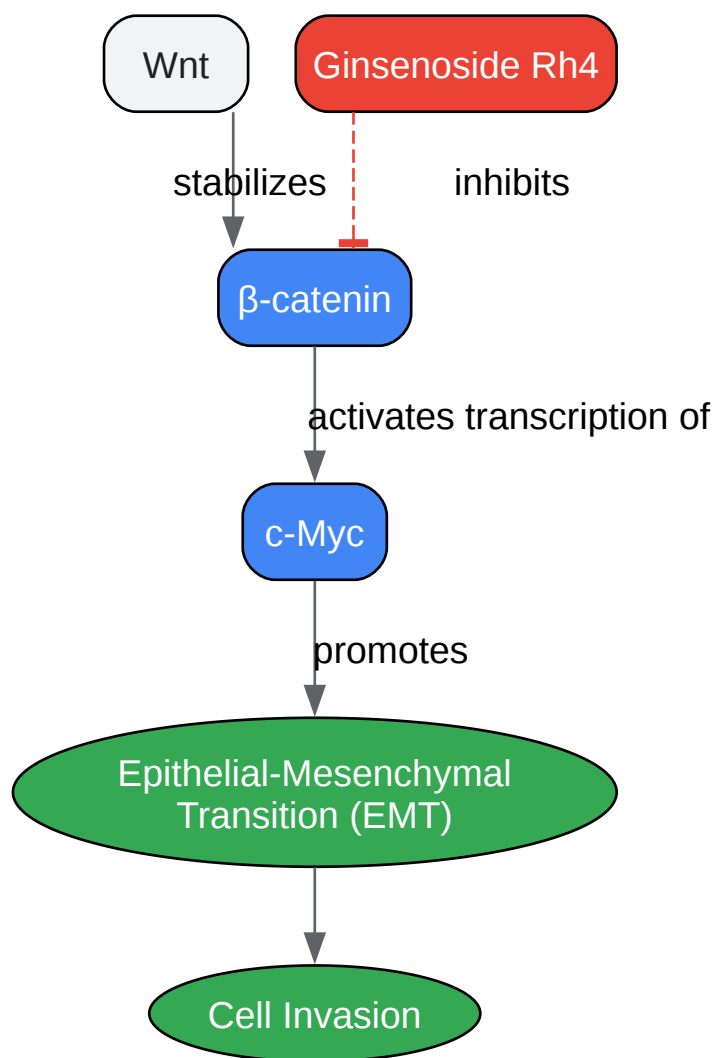 Wnt
Ginsenoside Rh4
stabilizes
inhibits
β-catenin
activates transcription of
c-Myc
promotes
Epithelial-Mesenchymal
Transition (EMT)
Cell Invasion